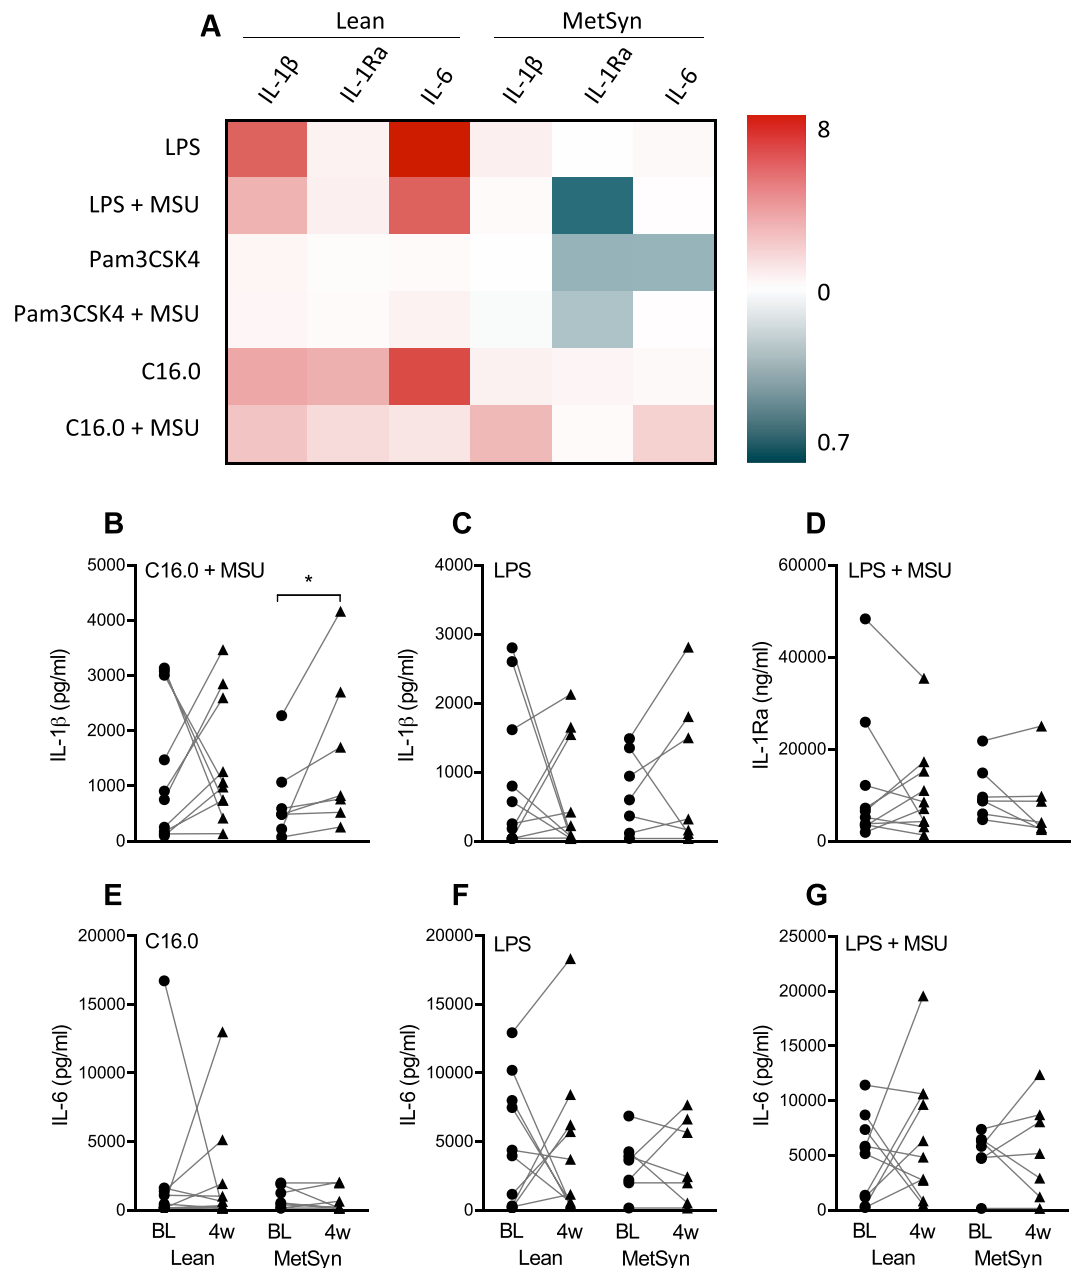 A
Lean MetSyn
IL-1β IL-1Ra IL-6 IL-1β IL-1Ra IL-6
LPS
LPS + MSU
Pam3CSK4
Pam3CSK4 + MSU
C16.0
C16.0 + MSU
8
0
0.7
B
C16.0 + MSU
*
IL-1β (pg/ml)
5000
4000
3000
2000
1000
0
C
LPS
IL-1β (pg/ml)
4000
3000
2000
1000
0
D
LPS + MSU
IL-1Ra (ng/ml)
60000
40000
20000
0
E
C16.0
IL-6 (pg/ml)
20000
15000
10000
5000
0
BL 4w BL 4w
Lean MetSyn
F
LPS
IL-6 (pg/ml)
20000
15000
10000
5000
0
BL 4w BL 4w
Lean MetSyn
G
LPS + MSU
IL-6 (pg/ml)
25000
20000
15000
10000
5000
0
BL 4w BL 4w
Lean MetSyn